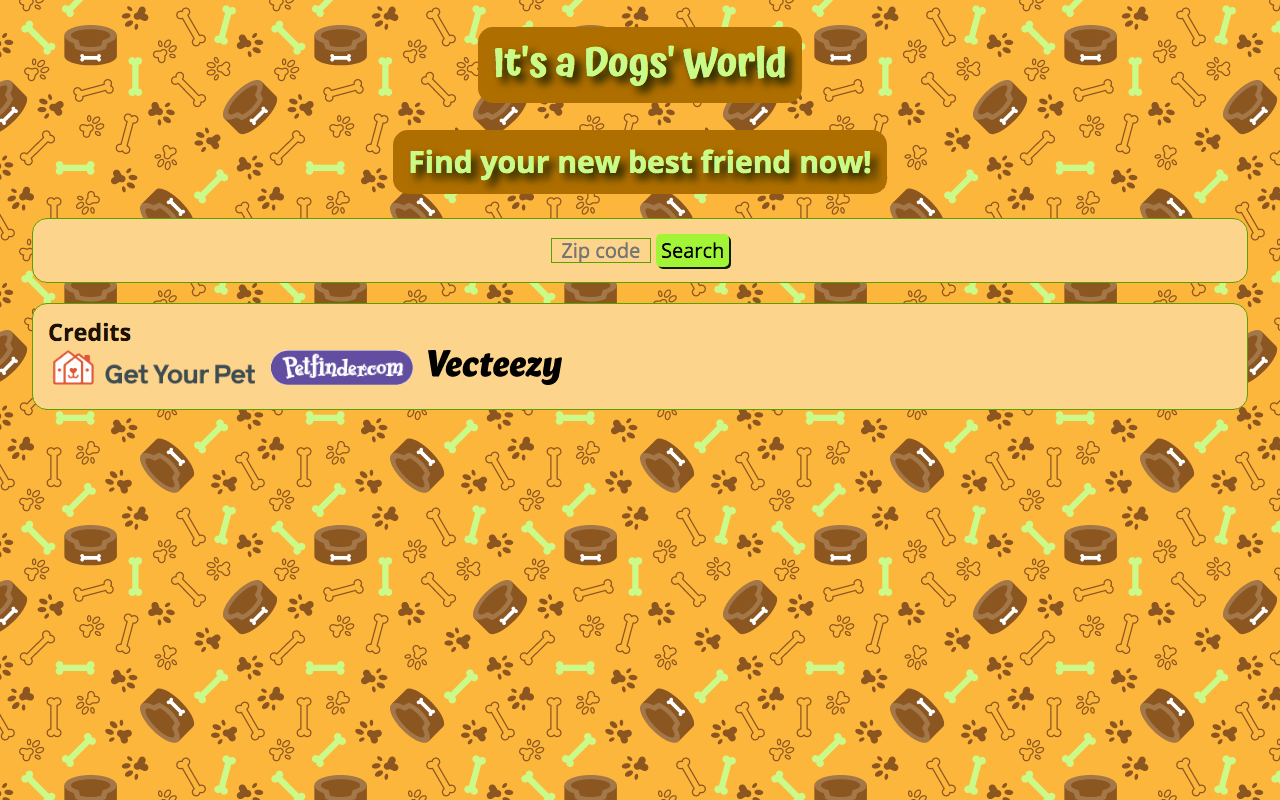 It's a Dogs' World
Find your new best friend now!
Zip code Search
Credits
Get Your Pet Petfinder.com Vecteezy